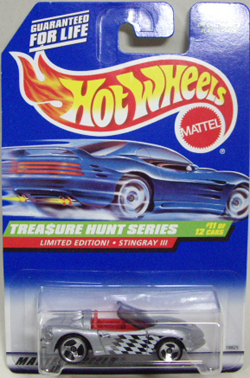 GUARANTEED
FOR LIFE
Hot Wheels
MATTEL
TREASURE HUNT SERIES
#11 OF
12 CARS
LIMITED EDITION! • STINGRAY III